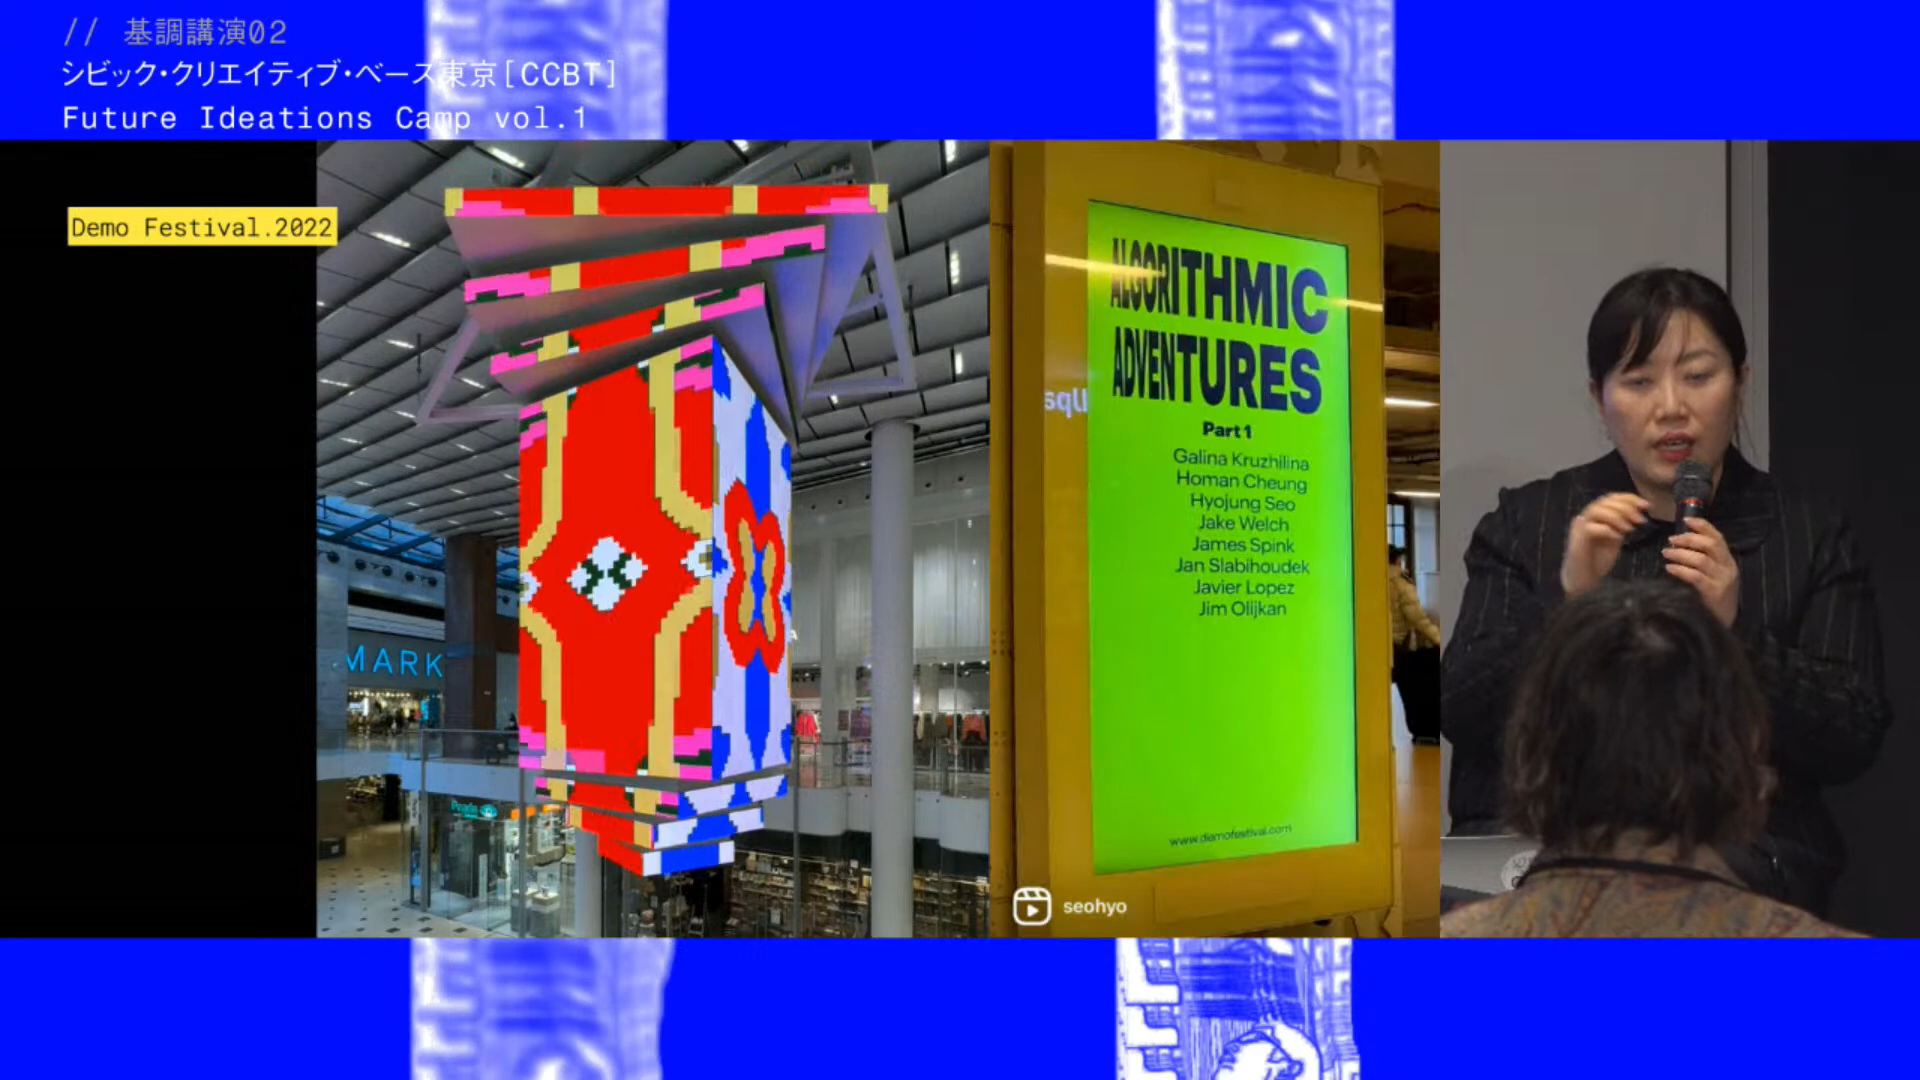 // 基調講演02
シビック・クリエイティブ・ベース東京[CCBT]
Future Ideations Camp vol.1
Demo Festival.2022
MARK
Pearle
ALGORITHMIC
ADVENTURES
Part 1
Galina Kruzhilina
Homan Cheung
Hyojung Seo
Jake Welch
James Spink
Jan Slabihoudek
Javier Lopez
Jim Olijkan
www.demofestival.com
seohyo